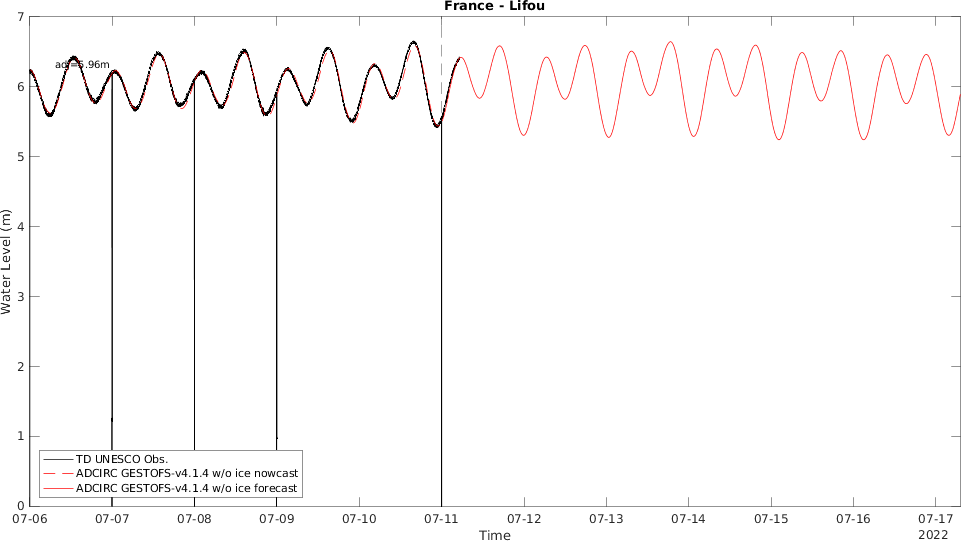 France - Lifou
Water Level (m)
7
6
5
4
3
2
1
0
adj=5.96m
TD UNESCO Obs.
ADCIRC GESTOFS-v4.1.4 w/o ice nowcast
ADCIRC GESTOFS-v4.1.4 w/o ice forecast
07-06 07-07 07-08 07-09 07-10 07-11 07-12 07-13 07-14 07-15 07-16 07-17
Time
2022